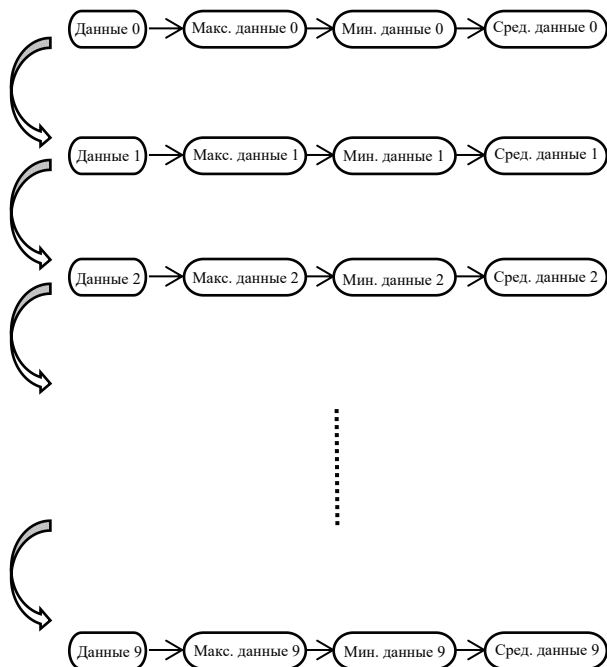 Данные 0 Макс. данные 0 Мин. данные 0 Сред. данные 0
Данные 1 Макс. данные 1 Мин. данные 1 Сред. данные 1
Данные 2 Макс. данные 2 Мин. данные 2 Сред. данные 2
Данные 9 Макс. данные 9 Мин. данные 9 Сред. данные 9